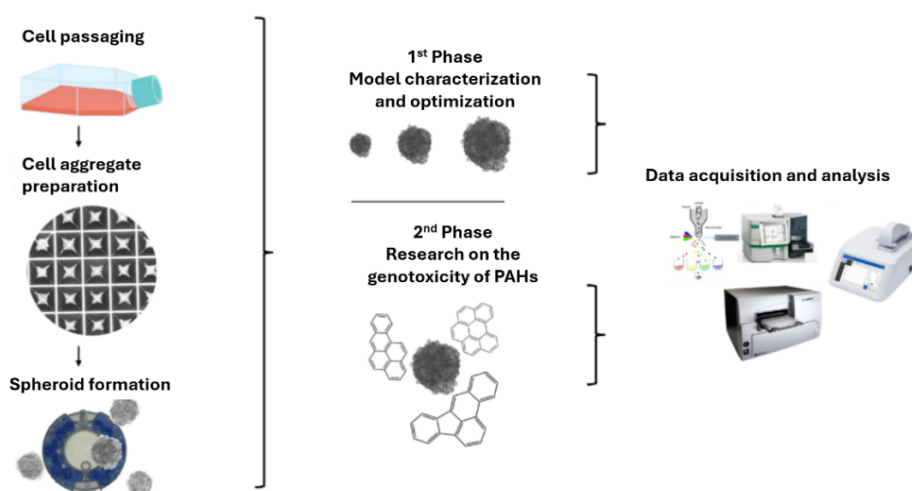 Cell passaging
Cell aggregate
preparation
Spheroid formation
1st Phase
Model characterization
and optimization
2nd Phase
Research on the
genotoxicity of PAHs
Data acquisition and analysis